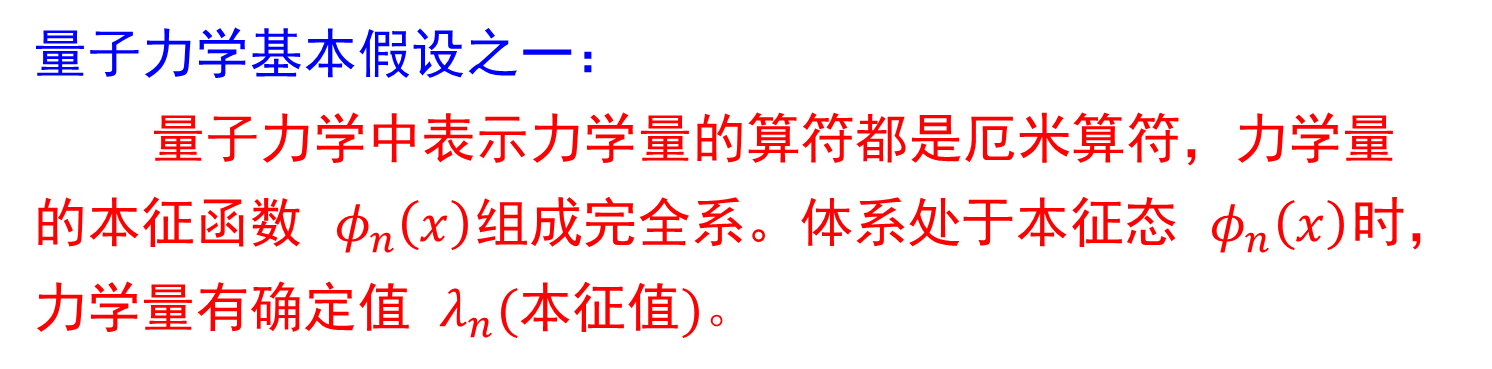 量子力学基本假设之一：
量子力学中表示力学量的算符都是厄米算符，力学量
的本征函数 ϕₙ(x)组成完全系。体系处于本征态 ϕₙ(x)时，
力学量有确定值 λₙ(本征值)。